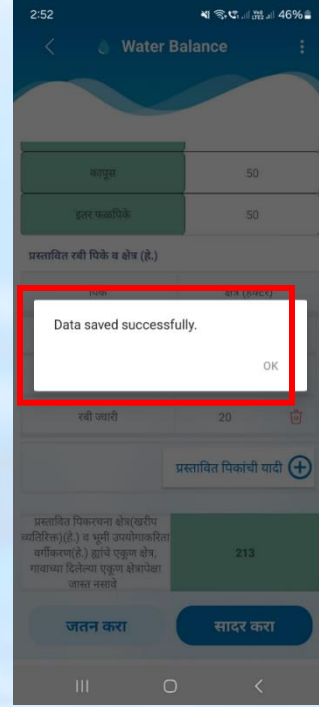 2:52
46%
Water Balance
कापूस 50
इतर फळपिके 50
प्रस्तावित रबी पिके व क्षेत्र (हे.)
पिके क्षेत्र (हेक्टर)
Data saved successfully.
OK
रबी ज्वारी 20
प्रस्तावित पिकांची यादी
प्रस्तावित पिकरचना क्षेत्र(खरीप
व्यतिरिक्त)(हे.) व भूमी उपयोगाकरिता
वर्गीकरण(हे.) ह्यांचे एकूण क्षेत्र,
गावाच्या दिलेल्या एकूण क्षेत्रापेक्षा
जास्त नसावे
213
जतन करा
सादर करा